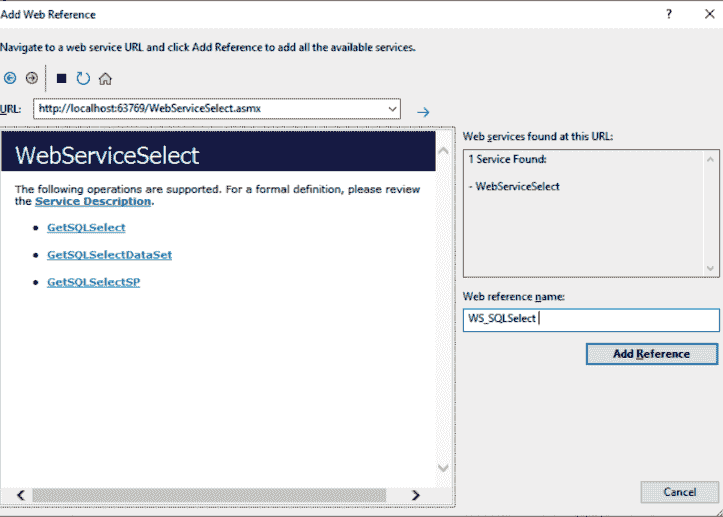 Add Web Reference
Navigate to a web service URL and click Add Reference to add all the available services.
URL: http://localhost:63769/WebServiceSelect.asmx
WebServiceSelect
The following operations are supported. For a formal definition, please review
the Service Description.
GetSQLSelect
GetSQLSelectDataSet
GetSQLSelectSP
Web services found at this URL:
1 Service Found:
- WebServiceSelect
Web reference name:
WS_SQLSelect
Add Reference
Cancel